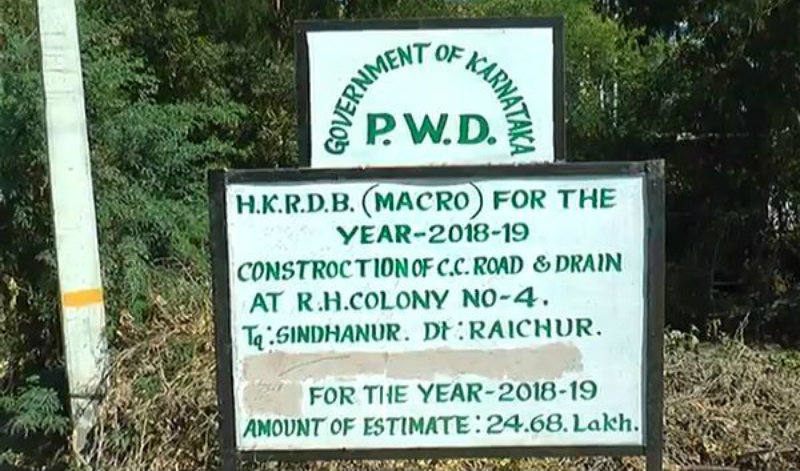 GOVERNMENT OF KARNATAKA
P.W.D.
H.K.R.D.B. (MACRO) FOR THE
YEAR-2018-19
CONSTROCTION OF C.C. ROAD & DRAIN
AT R.H.COLONY NO-4.
Tq:SINDHANUR. Dt:RAICHUR.
FOR THE YEAR-2018-19
AMOUNT OF ESTIMATE:24.68. Lakh.